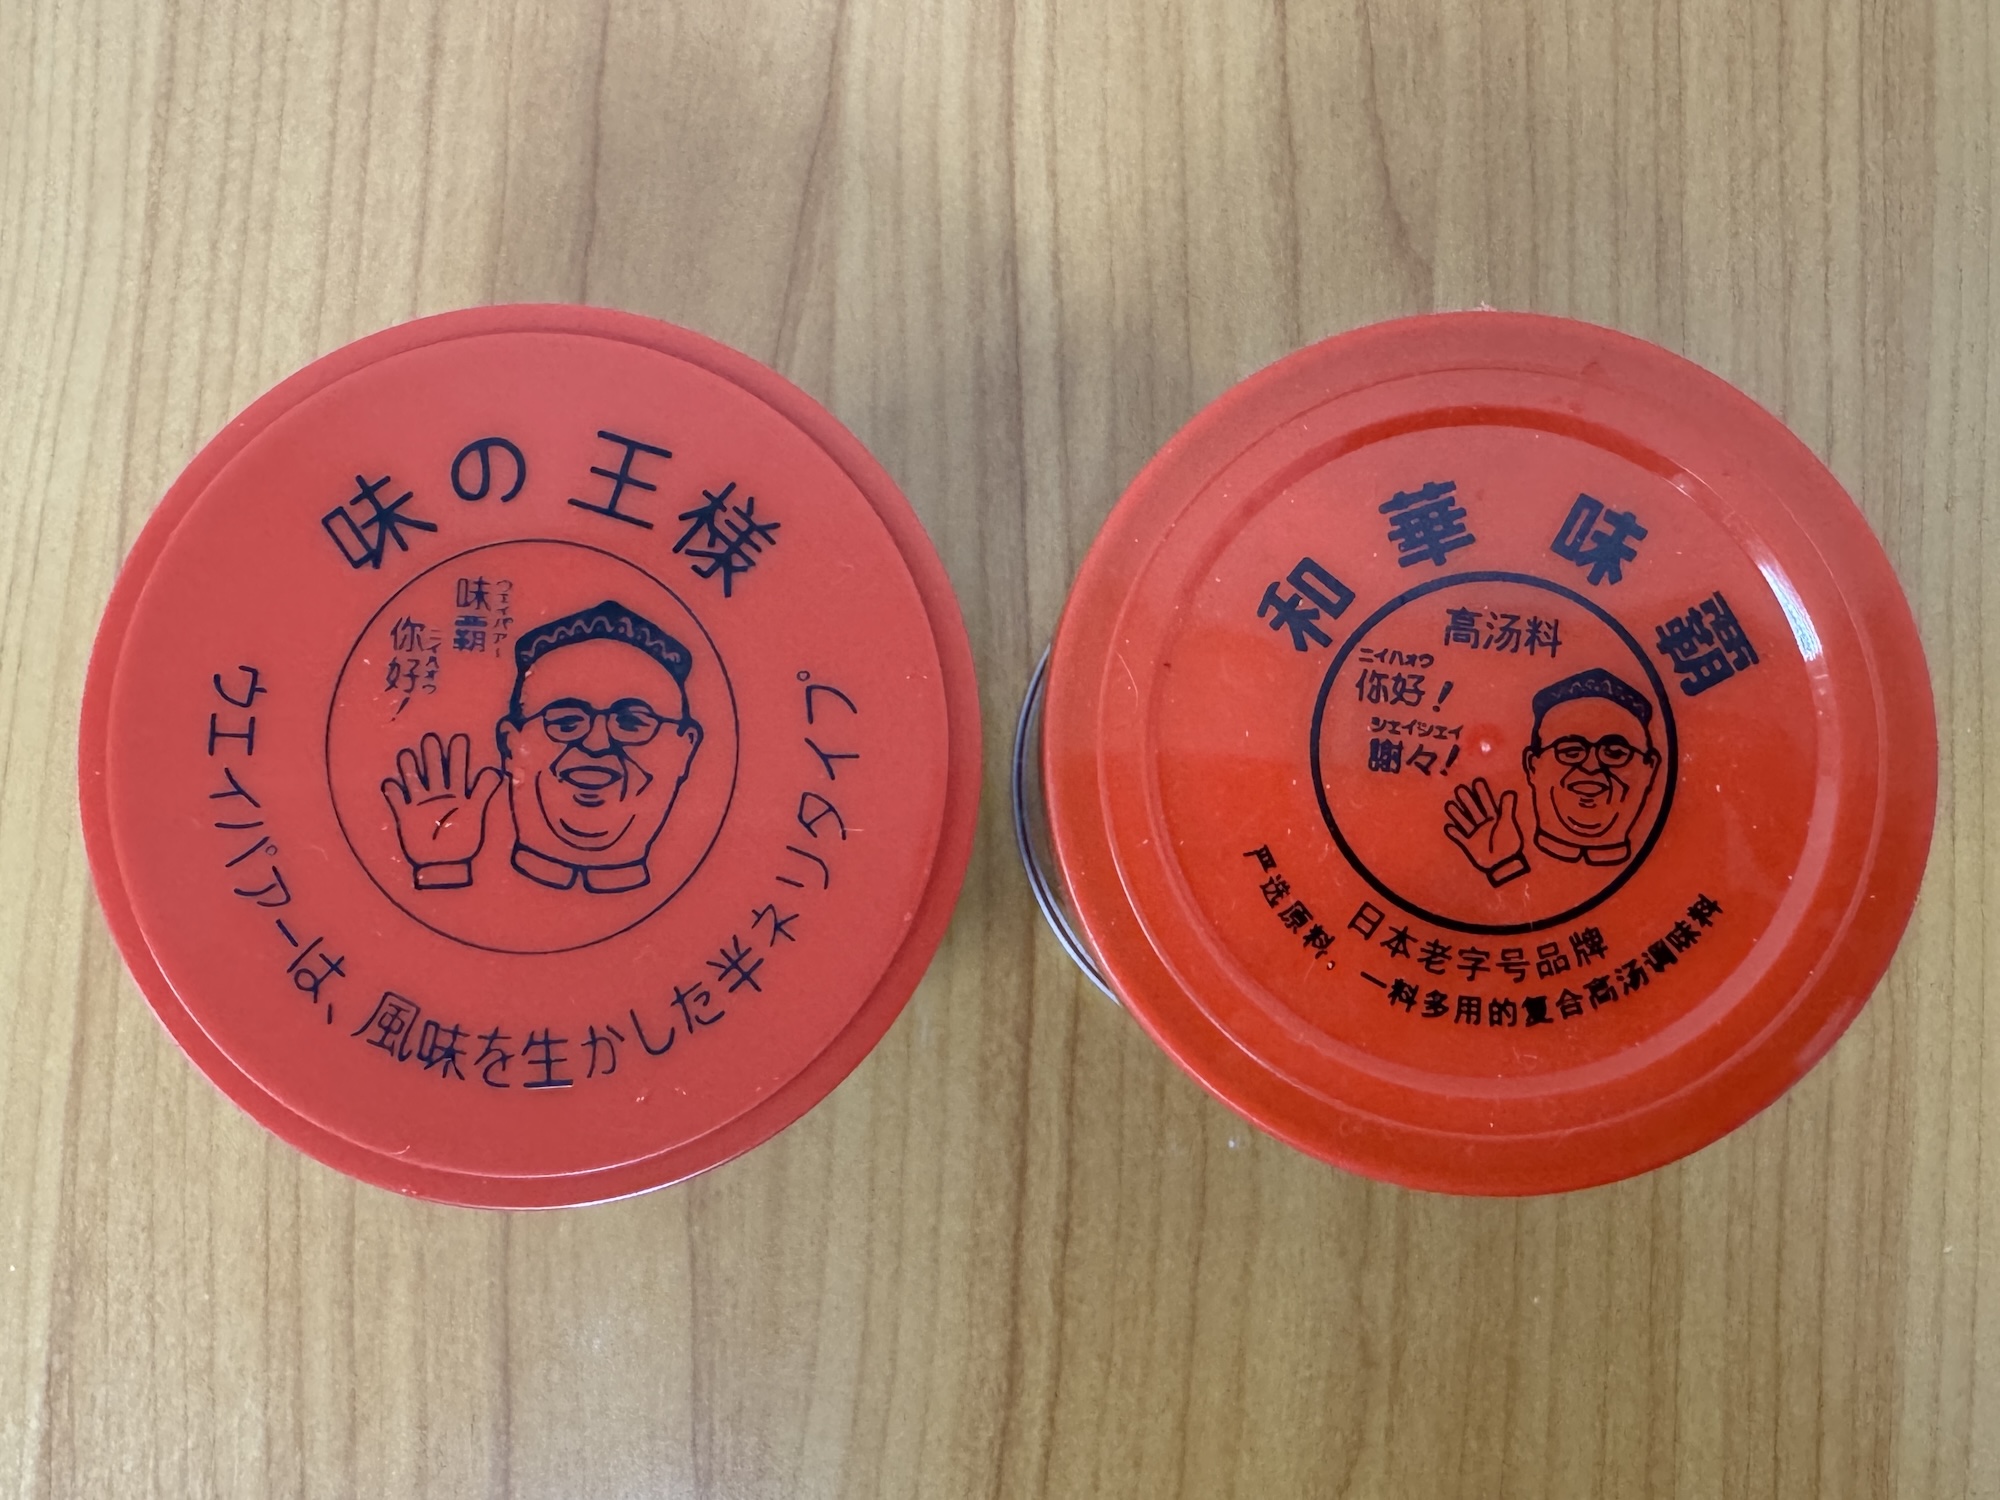 味の王様
味覇
ウェイパァー
你好！
ニイハオウ
ウェイパァーは、風味を生かした半ネリタイプ
和華 味覇
高汤料
ニイハオウ
你好！
シェイシェイ
謝々！
日本老字号品牌
严选原料。一料多用的复合高汤调味料